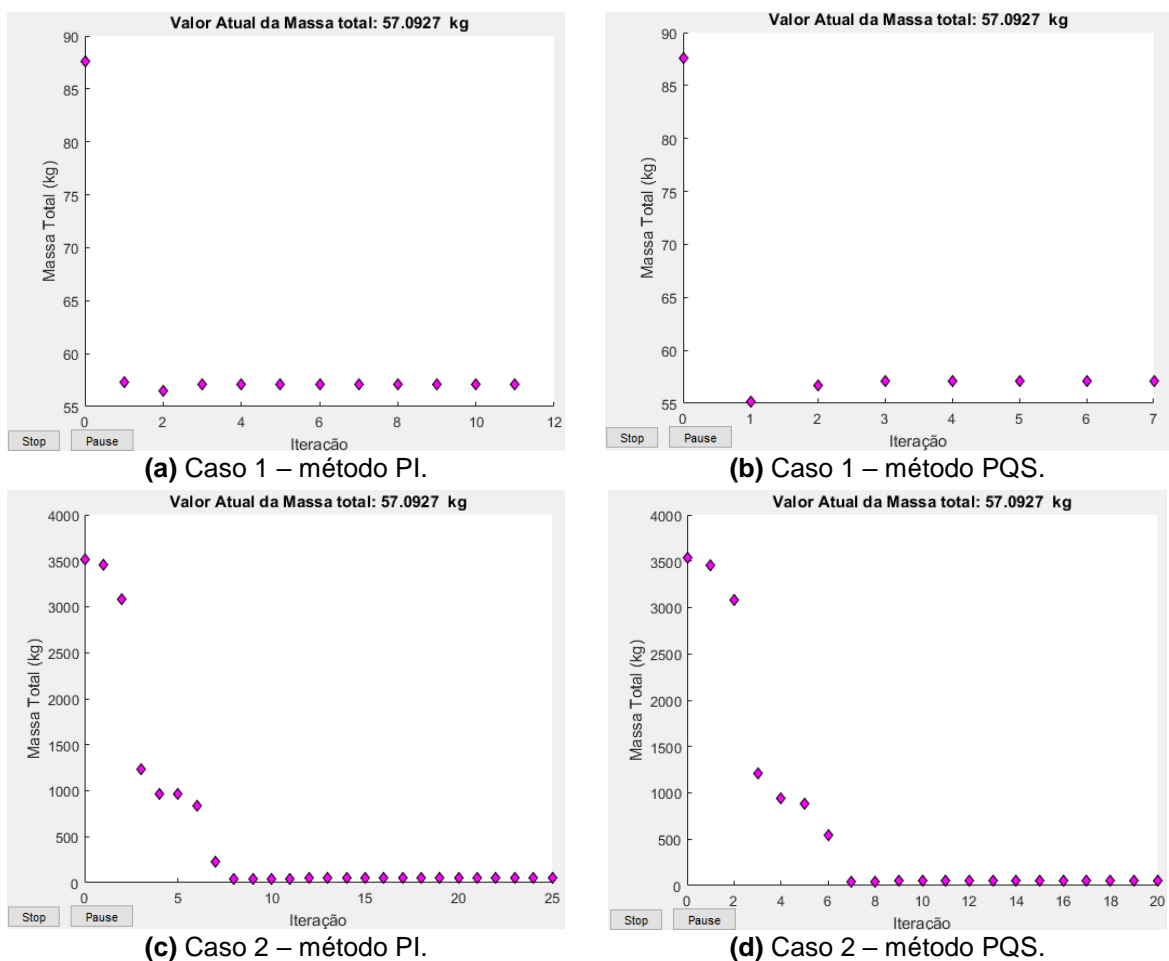 Valor Atual da Massa total: 57.0927 kg
90
85
80
75
70
65
60
55
Massa Total (kg)
0 2 4 6 8 10 12
Iteração
Stop Pause
(a) Caso 1 – método PI.
Valor Atual da Massa total: 57.0927 kg
90
85
80
75
70
65
60
55
Massa Total (kg)
0 1 2 3 4 5 6 7
Iteração
Stop Pause
(b) Caso 1 – método PQS.
Valor Atual da Massa total: 57.0927 kg
4000
3500
3000
2500
2000
1500
1000
500
0
Massa Total (kg)
0 5 10 15 20 25
Iteração
Stop Pause
(c) Caso 2 – método PI.
Valor Atual da Massa total: 57.0927 kg
4000
3500
3000
2500
2000
1500
1000
500
0
Massa Total (kg)
0 2 4 6 8 10 12 14 16 18 20
Iteração
Stop Pause
(d) Caso 2 – método PQS.